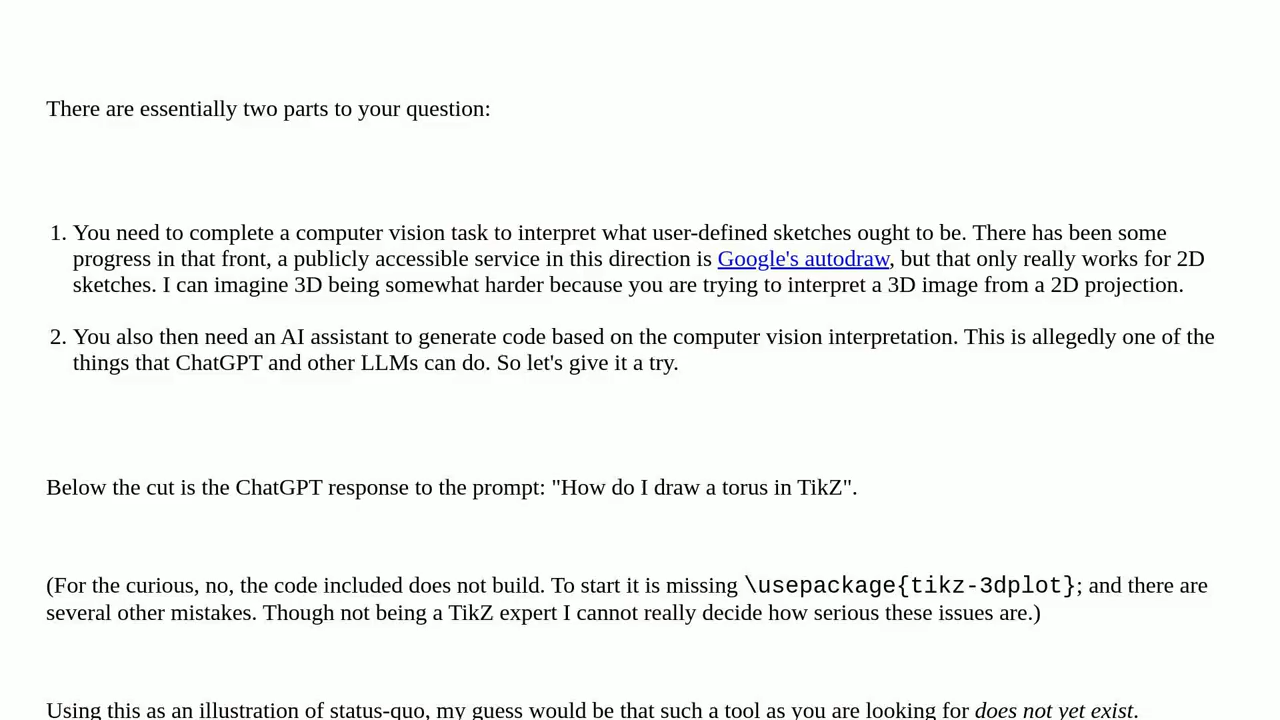 There are essentially two parts to your question:
1. You need to complete a computer vision task to interpret what user-defined sketches ought to be. There has been some
progress in that front, a publicly accessible service in this direction is Google's autodraw, but that only really works for 2D
sketches. I can imagine 3D being somewhat harder because you are trying to interpret a 3D image from a 2D projection.
2. You also then need an AI assistant to generate code based on the computer vision interpretation. This is allegedly one of the
things that ChatGPT and other LLMs can do. So let's give it a try.
Below the cut is the ChatGPT response to the prompt: "How do I draw a torus in TikZ".
(For the curious, no, the code included does not build. To start it is missing \usepackage{tikz-3dplot}; and there are
several other mistakes. Though not being a TikZ expert I cannot really decide how serious these issues are.)
Using this as an illustration of status-quo, my guess would be that such a tool as you are looking for does not yet exist.